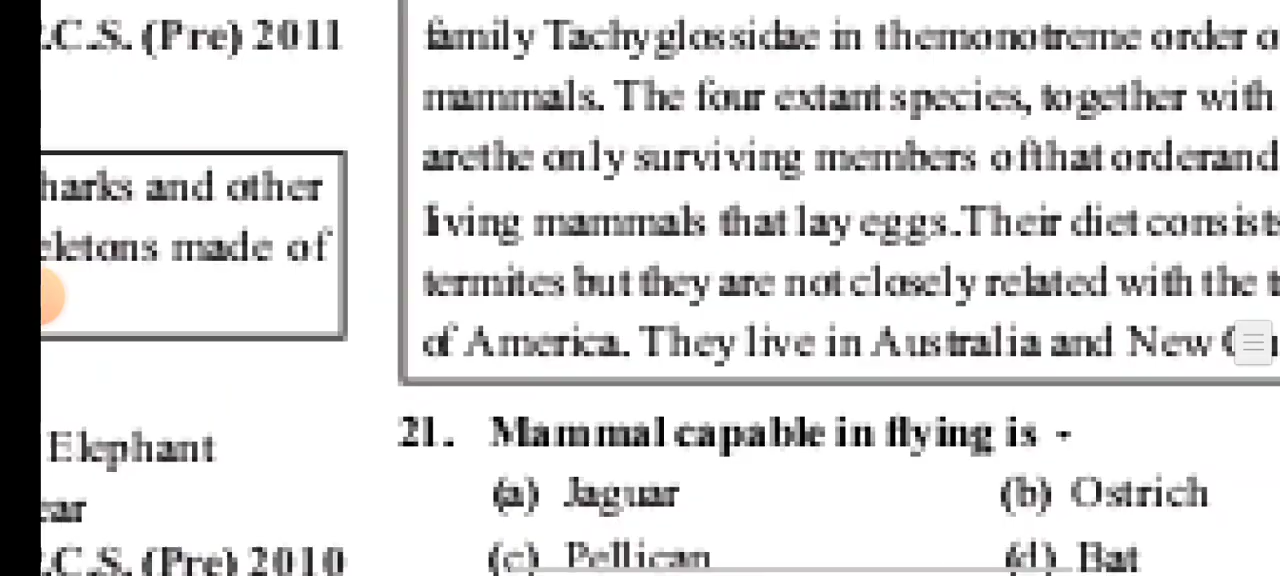 .C.S. (Pre) 2011
harks and other
eletons made of
Elephant
ear
.C.S. (Pre) 2010
family Tachyglossidae in themonotreme order o
mammals. The four extant species, together with
arethe only surviving members ofthat orderand
living mammals that lay eggs.Their diet consists
termites but they are not closely related with the t
of America. They live in Australia and New
21. Mammal capable in flying is -
(a) Jaguar (b) Ostrich
(c) Pellican (d) Bat